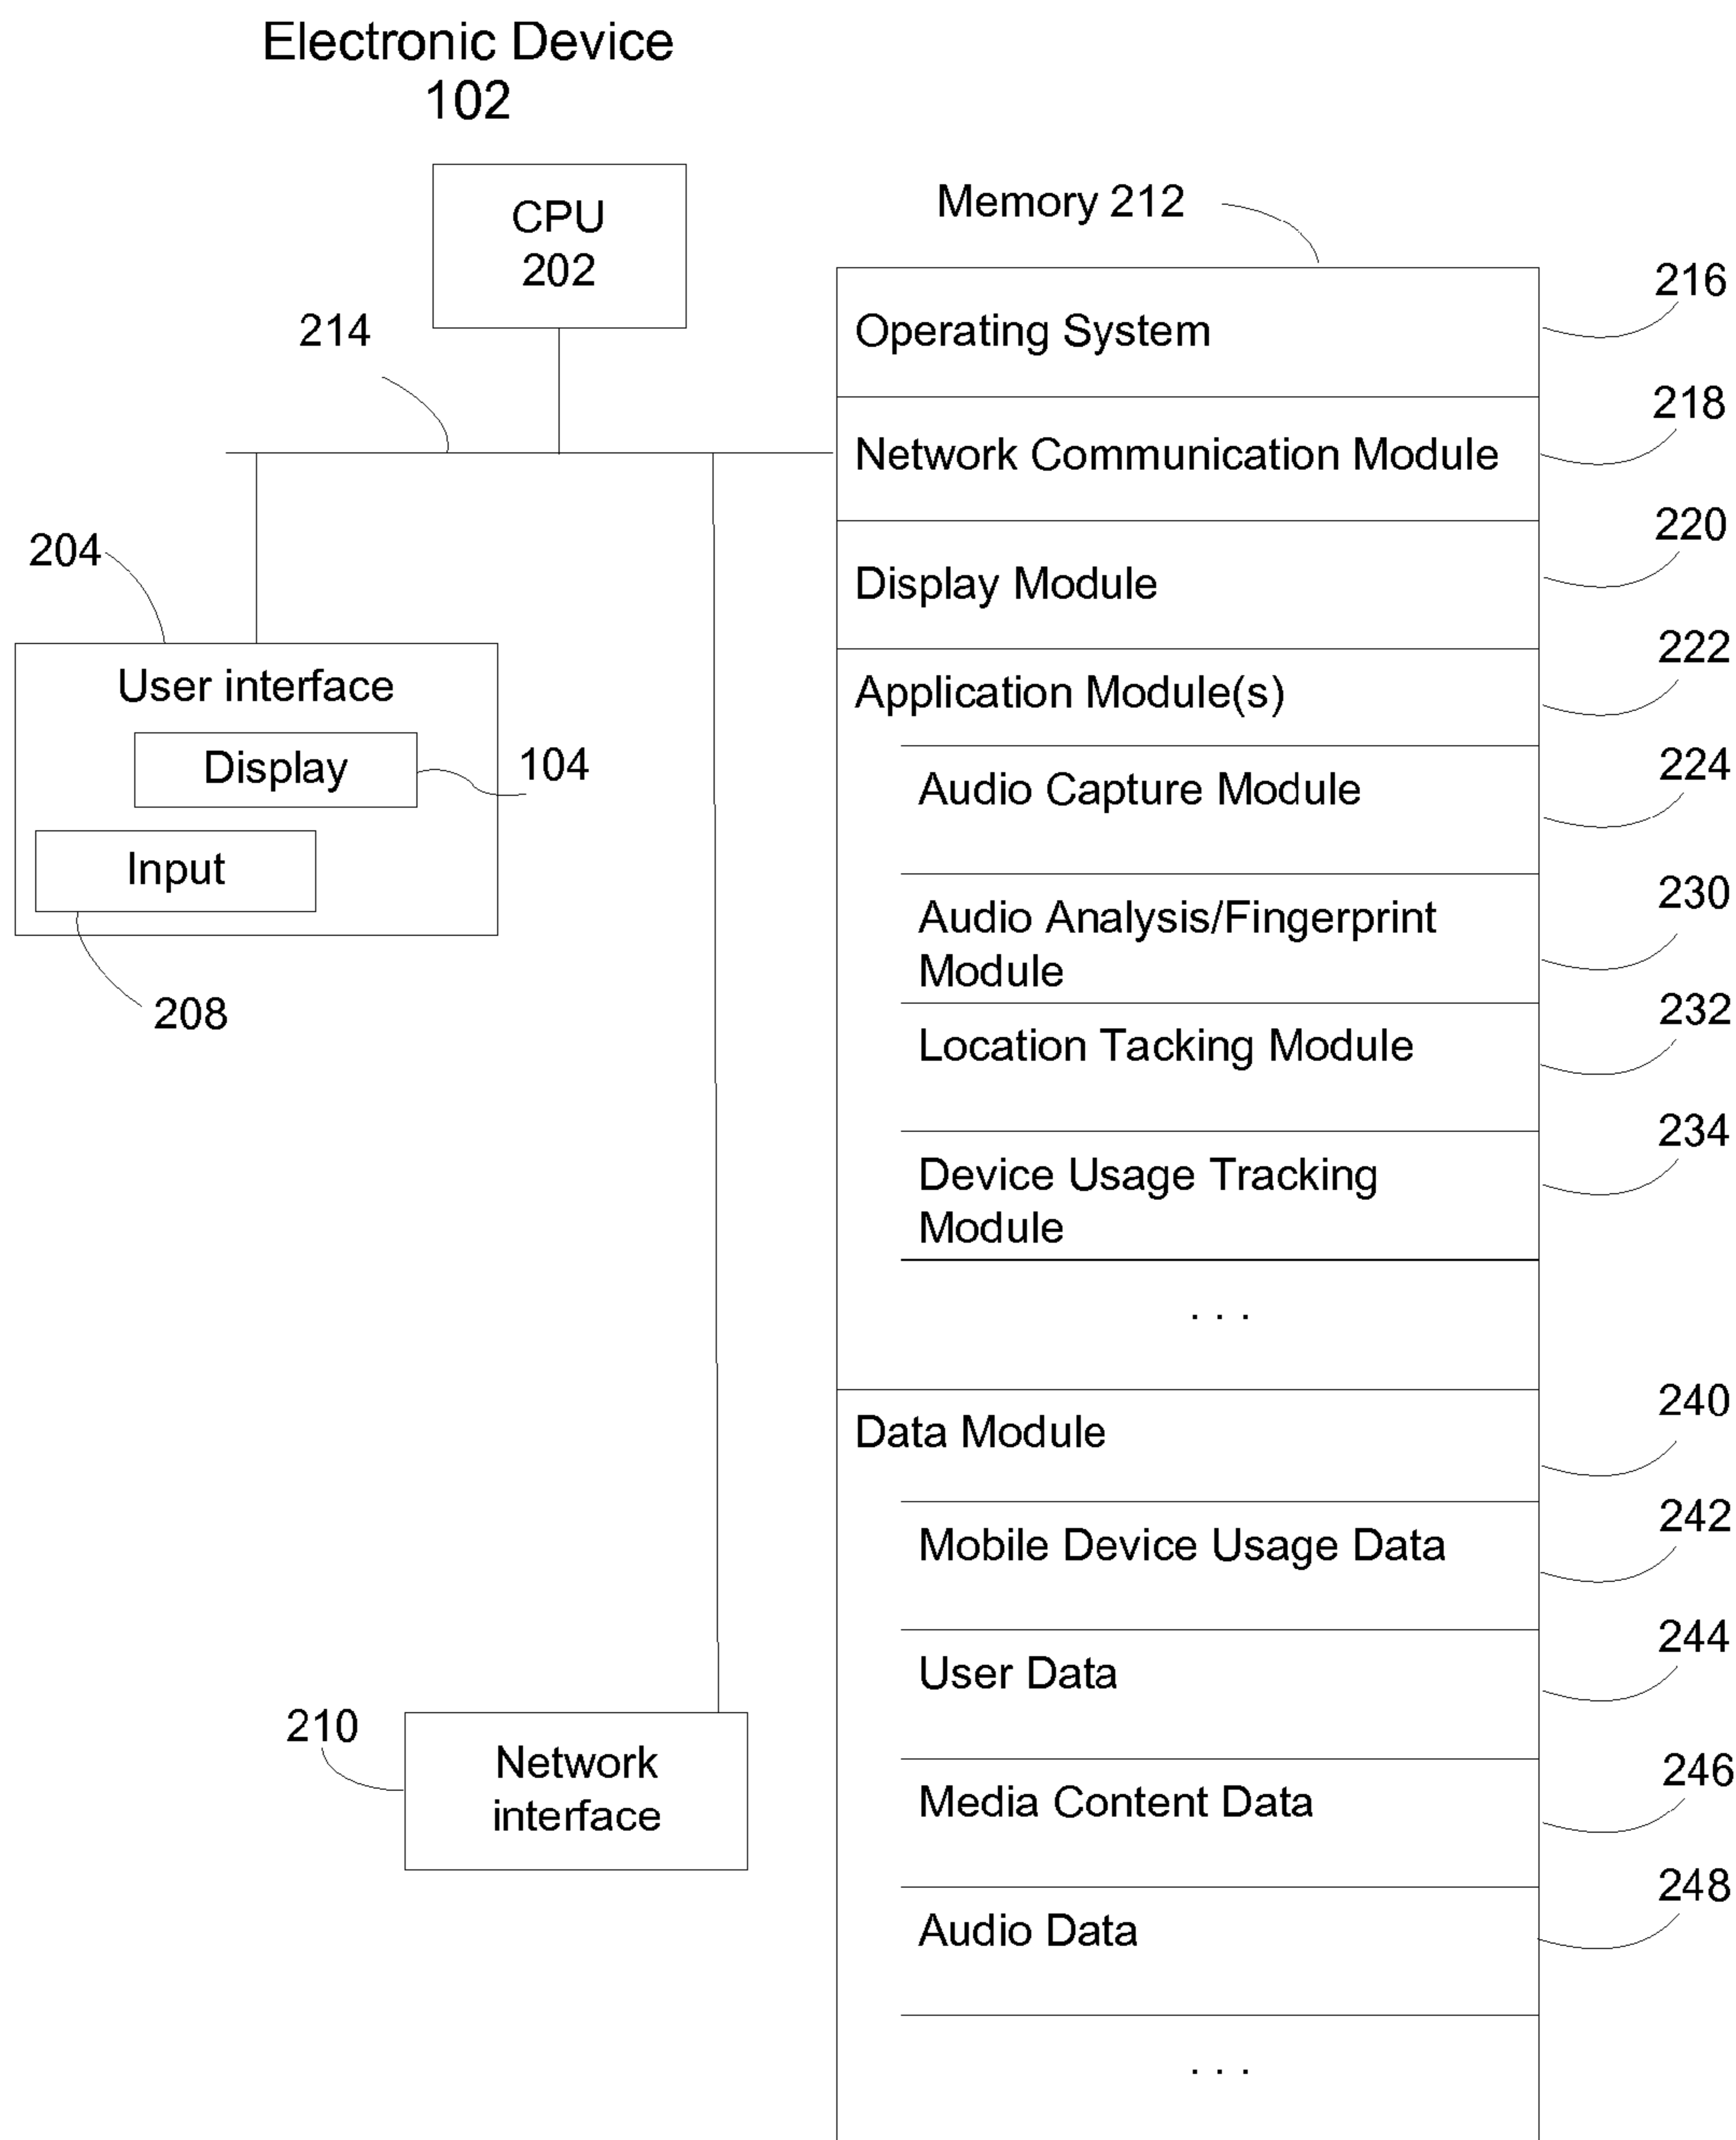 Electronic Device
102
CPU
202
214
204
User interface
Display
104
Input
208
210
Network
interface
Memory 212
Operating System
216
Network Communication Module
218
Display Module
220
Application Module(s)
222
Audio Capture Module
224
Audio Analysis/Fingerprint
Module
230
Location Tacking Module
232
Device Usage Tracking
Module
234
. . .
Data Module
240
Mobile Device Usage Data
242
User Data
244
Media Content Data
246
Audio Data
248
. . .